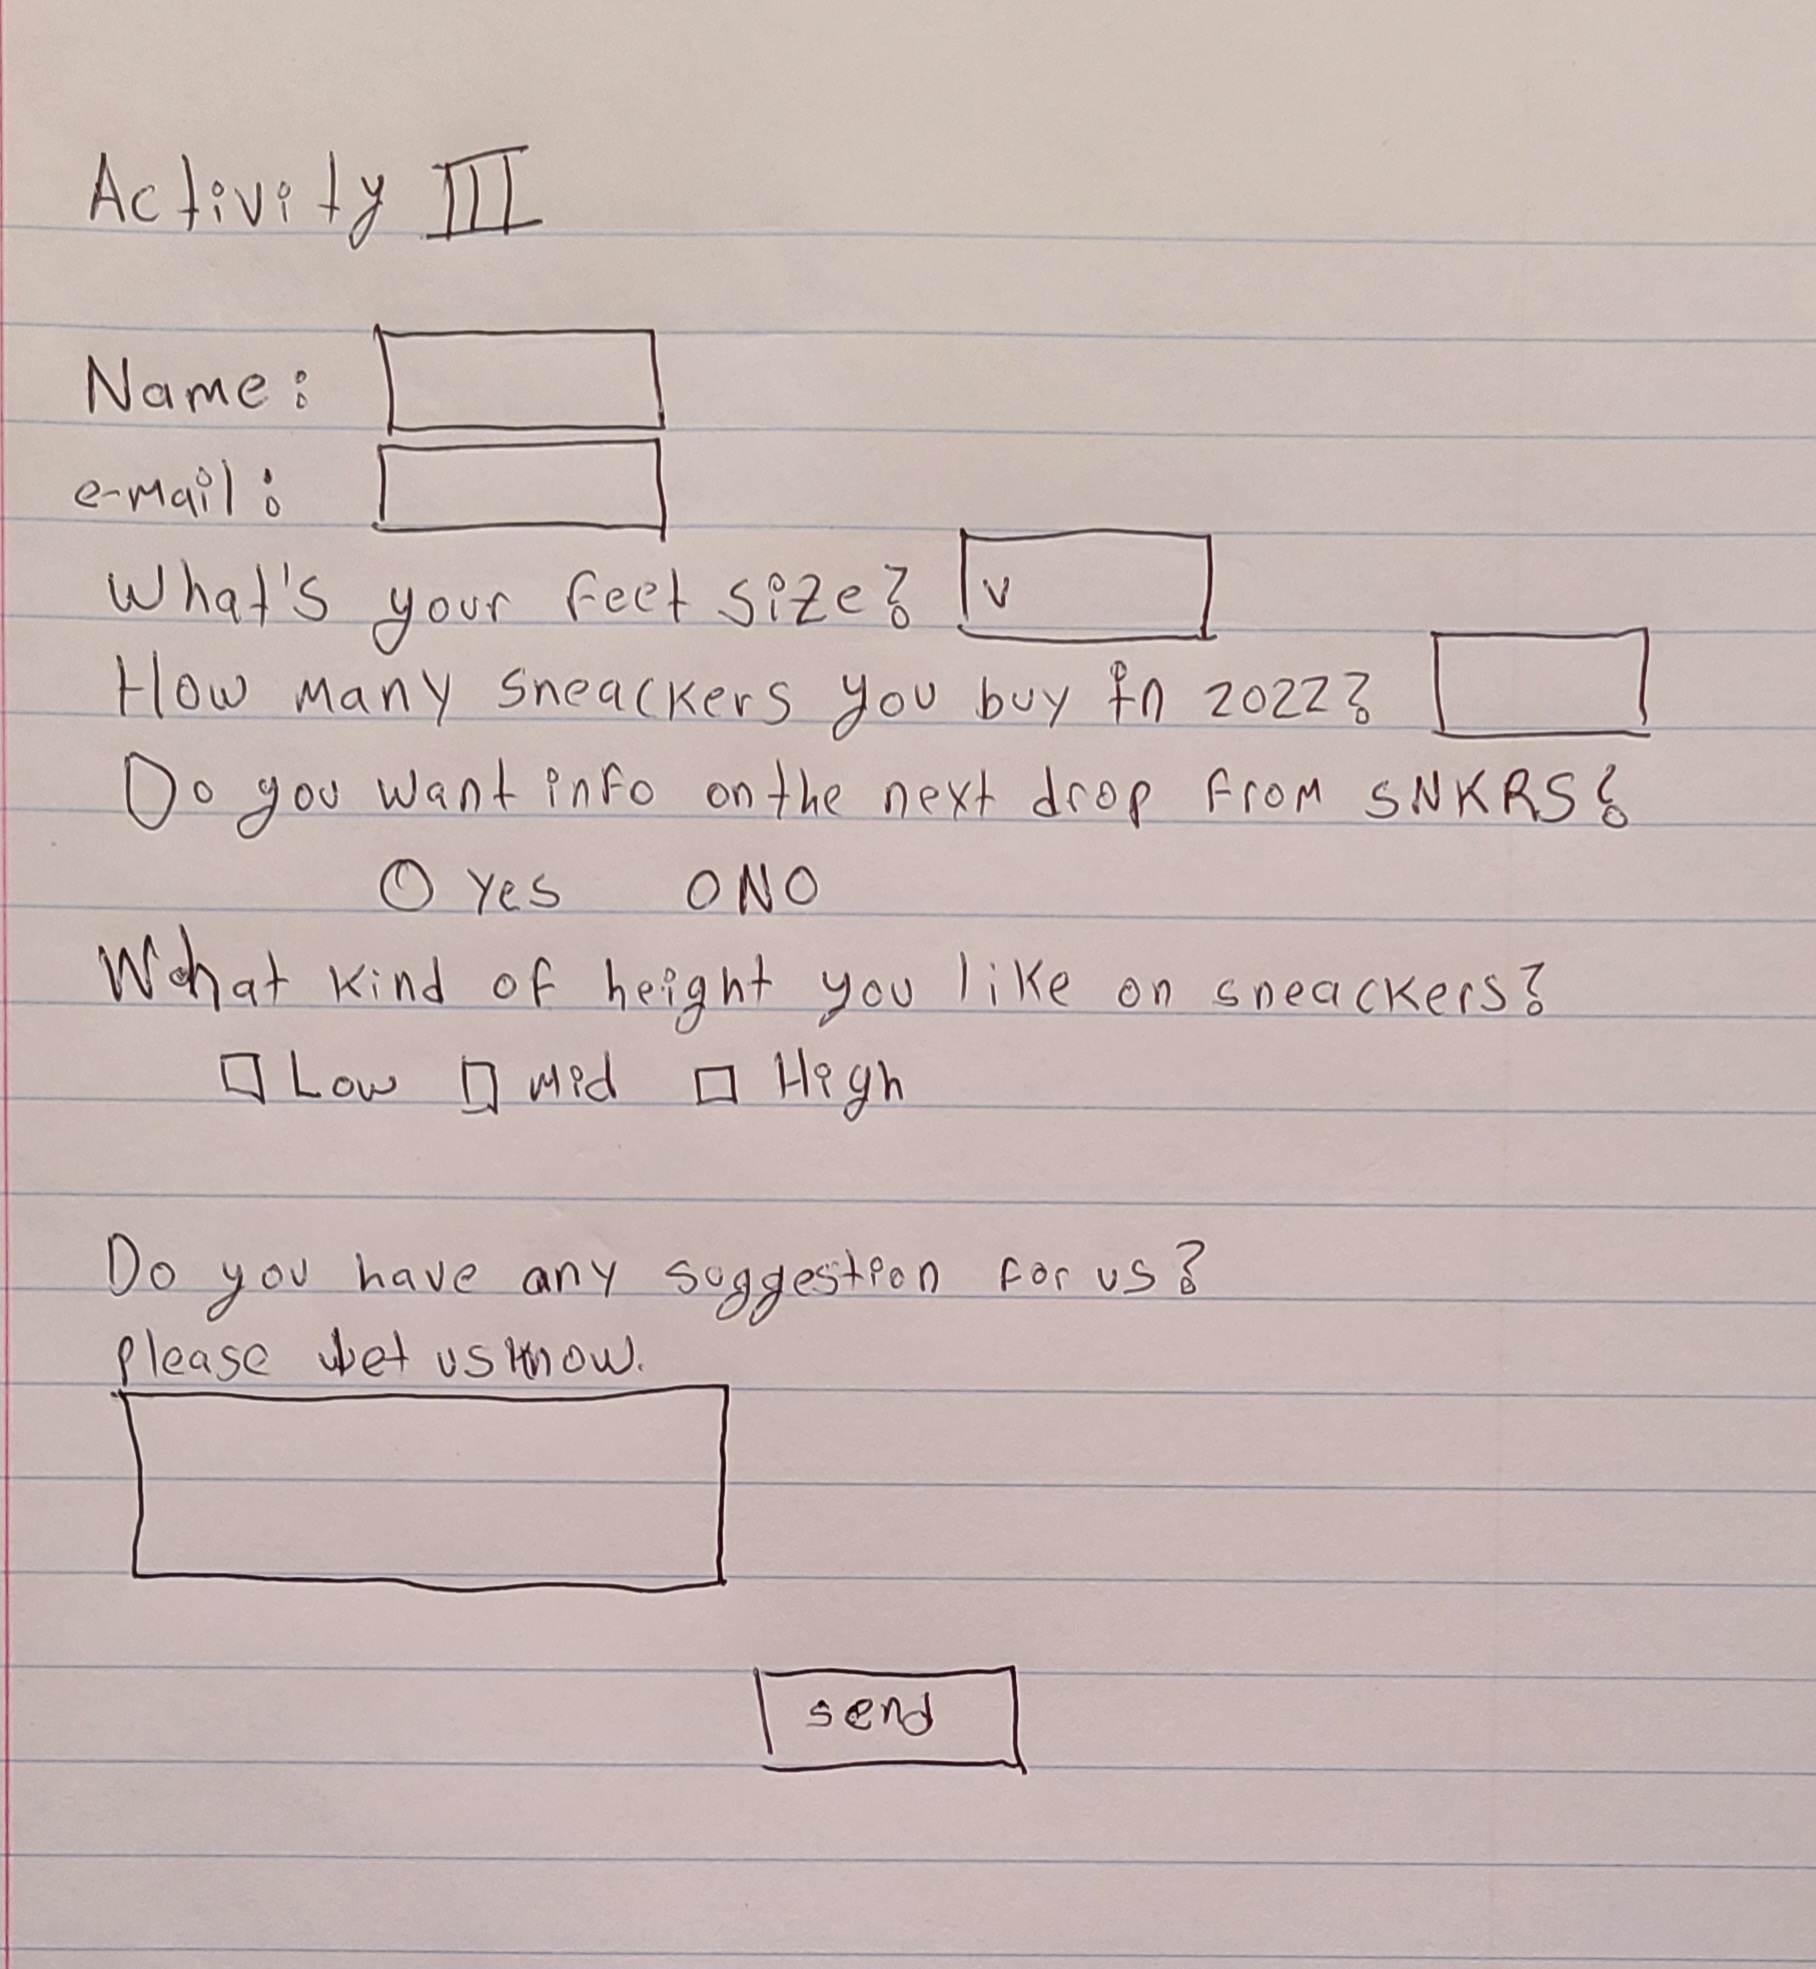 Activity III
Name:
e-mail:
What's your feet size? v
How many sneackers you buy in 2022?
Do you want info on the next drop from SNKRS?
O Yes O NO
What kind of height you like on sneackers?
□ Low □ Mid □ High
Do you have any suggestion for us?
please let us know.
send